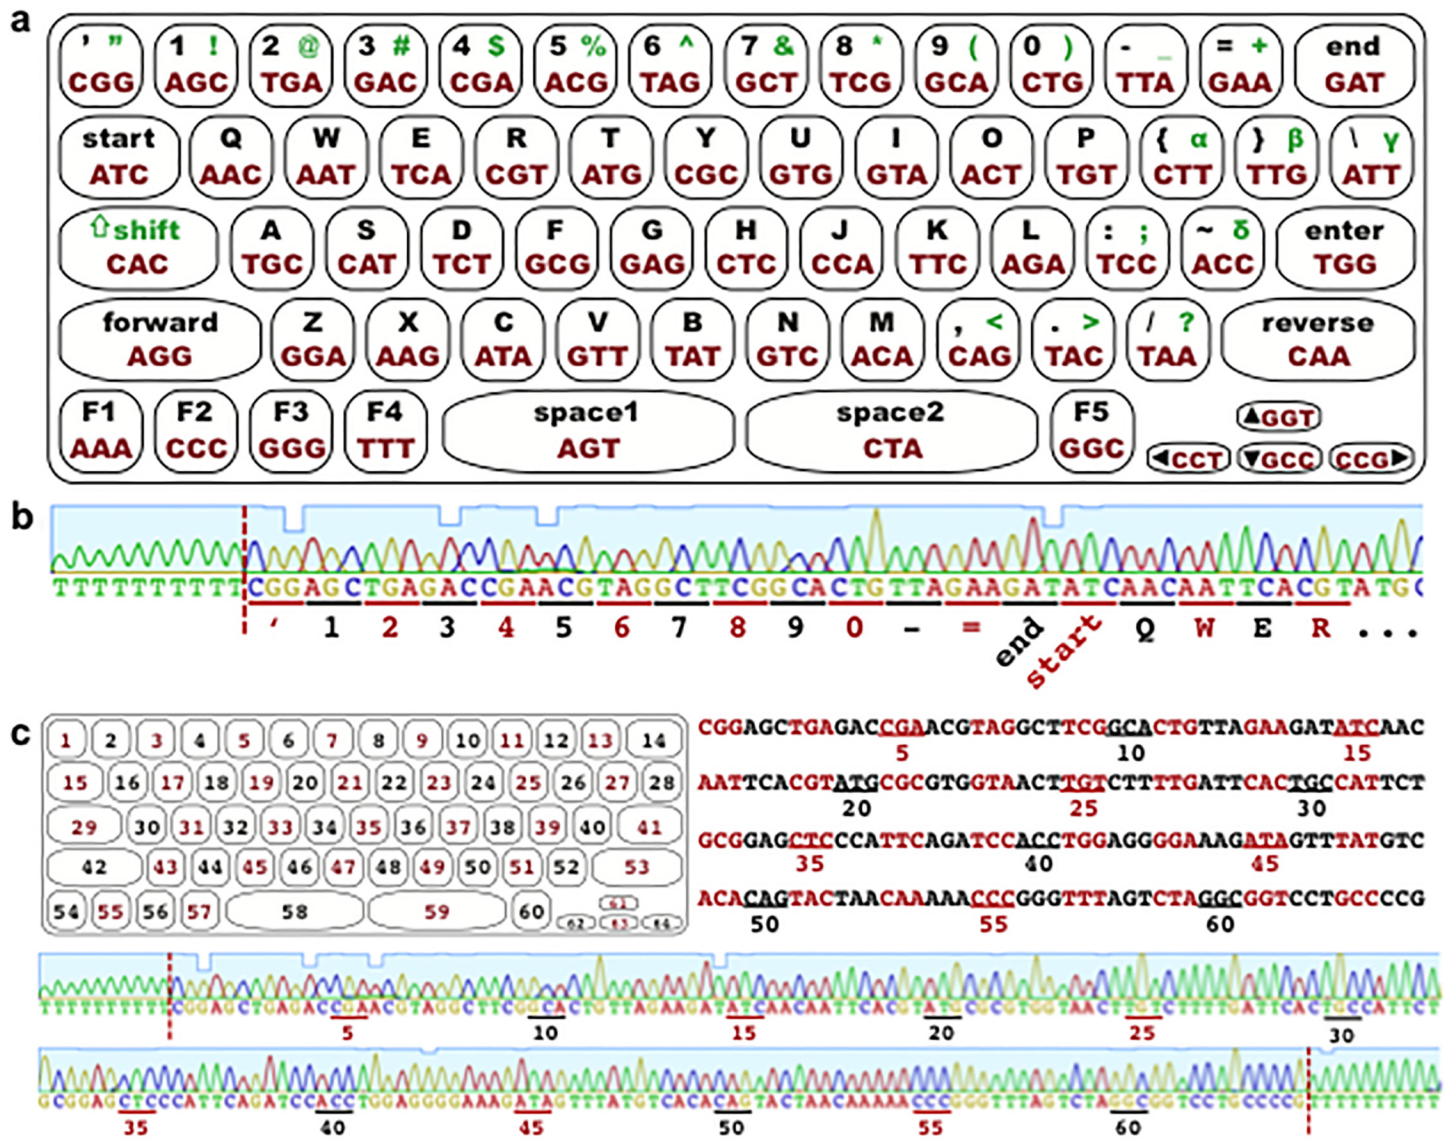 a
’ ” 1 ! 2 @ 3 # 4 $ 5 % 6 ^ 7 & 8 * 9 ( 0 ) - _ = + end
CGG AGC TGA GAC CGA ACG TAG GCT TCG GCA CTG TTA GAA GAT
start Q W E R T Y U I O P { α } β \ γ
ATC AAC AAT TCA CGT ATG CGC GTG GTA ACT TGT CTT TTG ATT
⇧shift A S D F G H J K L : ; ~ δ enter
CAC TGC CAT TCT GCG GAG CTC CCA TTC AGA TCC ACC TGG
forward Z X C V B N M , < . > / ? reverse
AGG GGA AAG ATA GTT TAT GTC ACA CAG TAC TAA CAA
F1 F2 F3 F4 space1 space2 F5 ▲GGT
AAA CCC GGG TTT AGT CTA GGC ◄CCT ▼GCC CCG►
b
TTTTTTTTTTCGGAGCTGAGACCGAACGTAGGCTTCGGCACTGTTAGAAGATATCAACAATTCACGTATGC
‘ 1 2 3 4 5 6 7 8 9 0 – = end start Q W E R ...
c
1 2 3 4 5 6 7 8 9 10 11 12 13 14
15 16 17 18 19 20 21 22 23 24 25 26 27 28
29 30 31 32 33 34 35 36 37 38 39 40 41
42 43 44 45 46 47 48 49 50 51 52 53
54 55 56 57 58 59 60 61
62 63 64
CGGAGCTGAGACCGAACGTAGGCTTCGGCACTGTTAGAAGATATCAAC
5 10 15
AATTCACGTATGCGCGTGGTAACTTGTCTTTTGATTCACTGCCATTCT
20 25 30
GCGGAGCTCCCATTCAGATCCACCTGGAGGGGAAAGATAGTTTATGTC
35 40 45
ACACAGTACTAACAAAAACCCGGGTTTAGTCTAGGCGGTCCTGCCCCG
50 55 60
TTTTTTTTTTCGGAGCTGAGACCGAACGTAGGCTTCGGCACTGTTAGAAGATATCAACAATTCACGTATGCGCGTGGTAACTTGTCTTTTGATTCACTGCCATTCT
5 10 15 20 25 30
GCGGAGCTCCCATTCAGATCCACCTGGAGGGGAAAGATAGTTTATGTCACACAGTACTAACAAAAACCCGGGTTTAGTCTAGGCGGTCCTGCCCCGTTTTTTTTTT
35 40 45 50 55 60